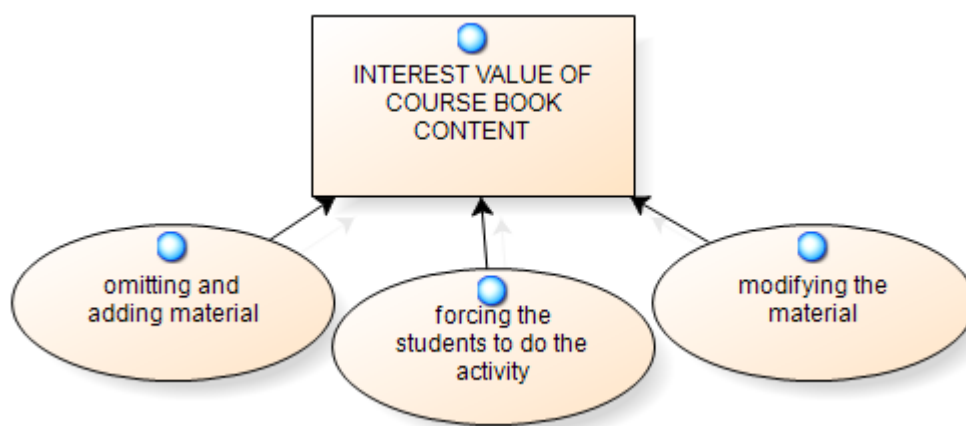 INTEREST VALUE OF
COURSE BOOK
CONTENT
omitting and
adding material
forcing the
students to do the
activity
modifying the
material